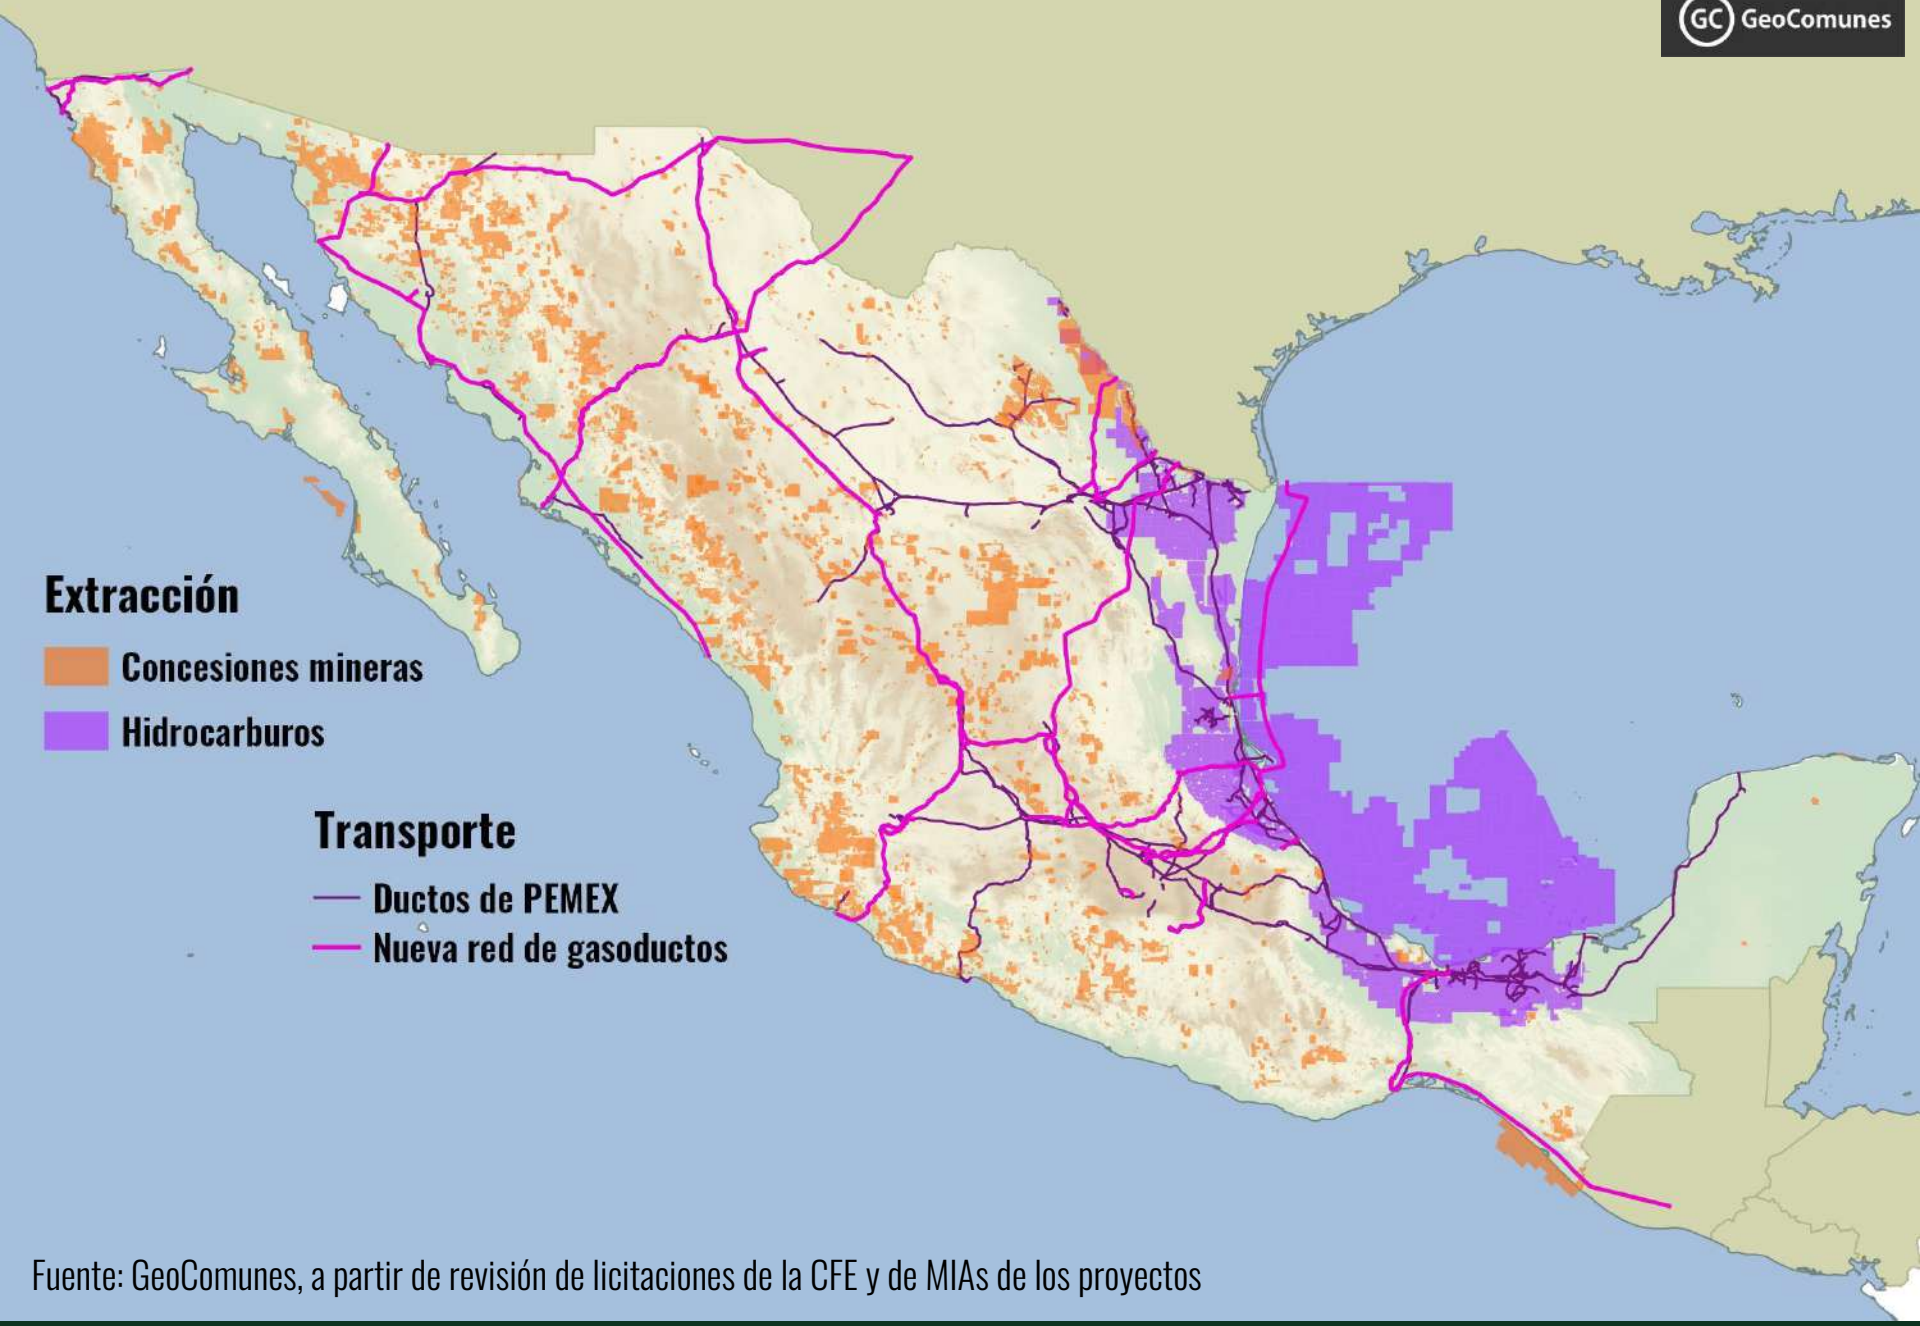 GC GeoComunes
Extracción
Concesiones mineras
Hidrocarburos
Transporte
Ductos de PEMEX
Nueva red de gasoductos
Fuente: GeoComunes, a partir de revisión de licitaciones de la CFE y de MIAs de los proyectos